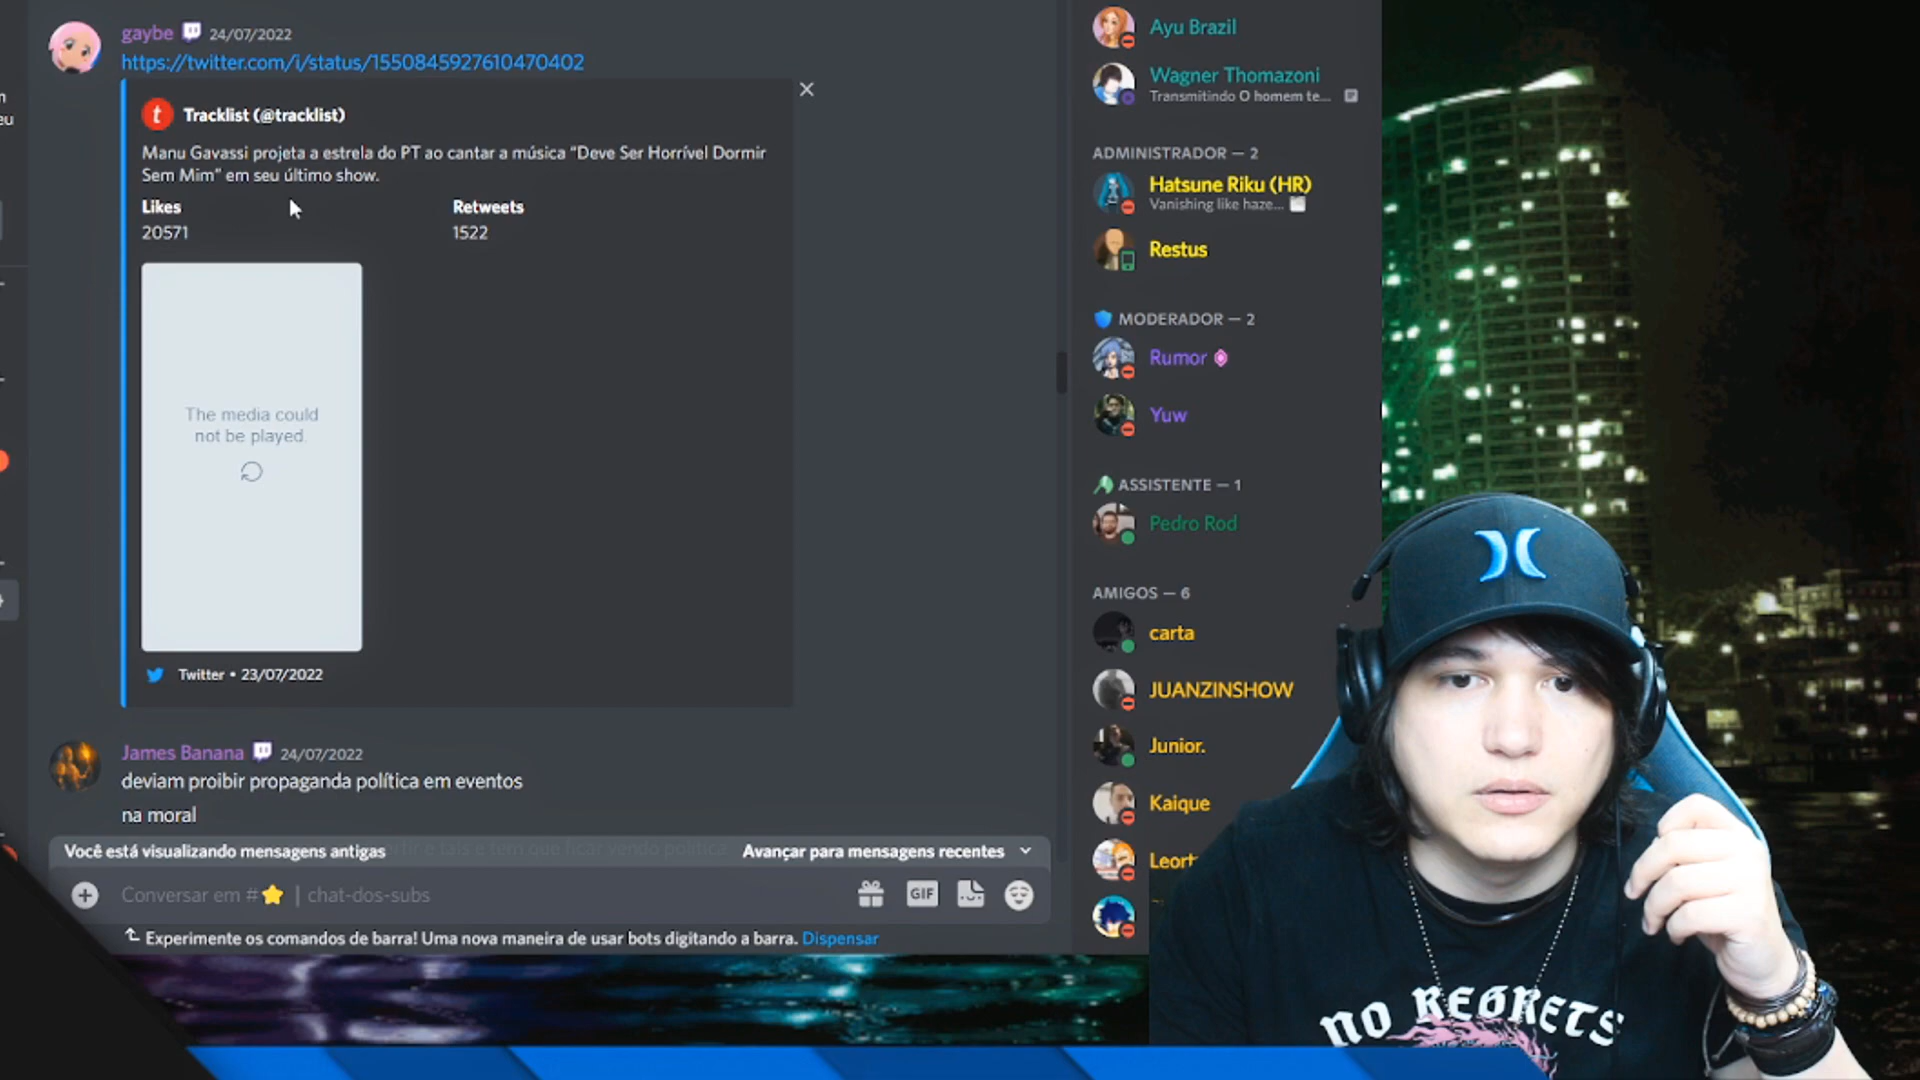 gaybe 24/07/2022
https://twitter.com/i/status/1550845927610470402
Tracklist (@tracklist)
Manu Gavassi projeta a estrela do PT ao cantar a música “Deve Ser Horrível Dormir
Sem Mim” em seu último show.
Likes
Retweets
20571
1522
The media could
not be played.
Twitter • 23/07/2022
James Banana 24/07/2022
deviam proibir propaganda política em eventos
na moral
Você está visualizando mensagens antigas
Avançar para mensagens recentes
Conversar em # | chat-dos-subs
GIF
Experimente os comandos de barra! Uma nova maneira de usar bots digitando a barra. Dispensar
Ayu Brazil
Wagner Thomazoni
Transmitindo O homem te...
ADMINISTRADOR — 2
Hatsune Riku (HR)
Vanishing like haze...
Restus
MODERADOR — 2
Rumor
Yuw
ASSISTENTE — 1
Pedro Rod
AMIGOS — 6
carta
JUANZINSHOW
Junior.
Kaique
NO REGRETS